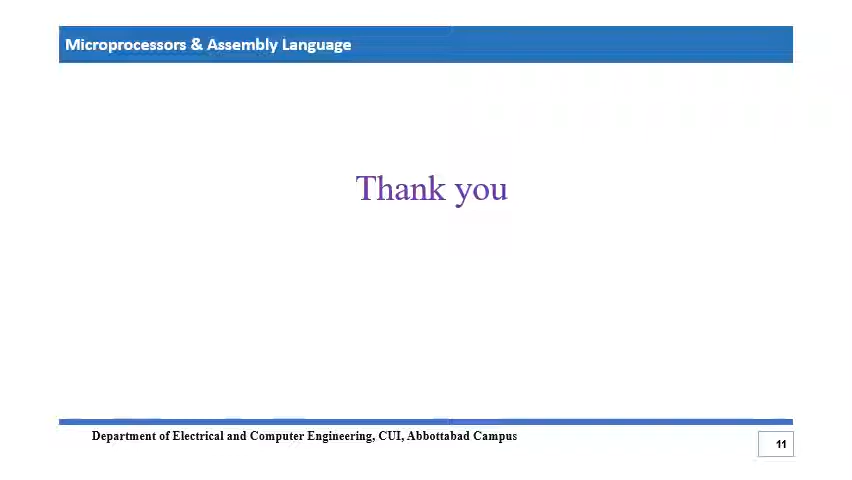 Microprocessors & Assembly Language
Thank you
Department of Electrical and Computer Engineering, CUI, Abbottabad Campus
11